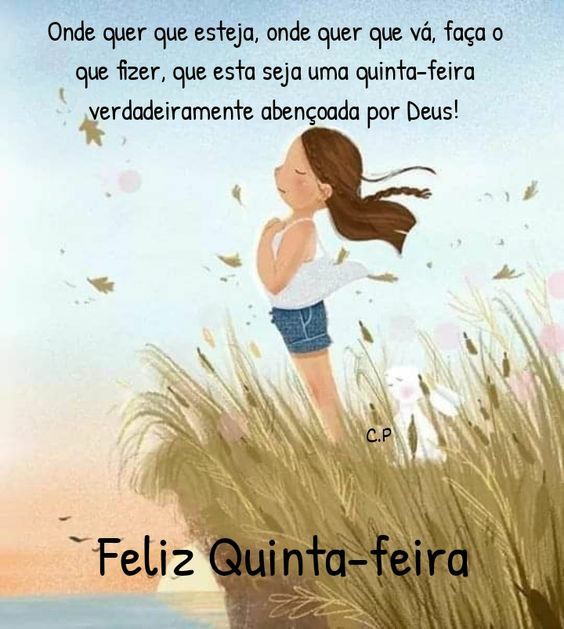 Onde quer que esteja, onde quer que vá, faça o
que fizer, que esta seja uma quinta-feira
verdadeiramente abençoada por Deus!
C.P
Feliz Quinta-feira